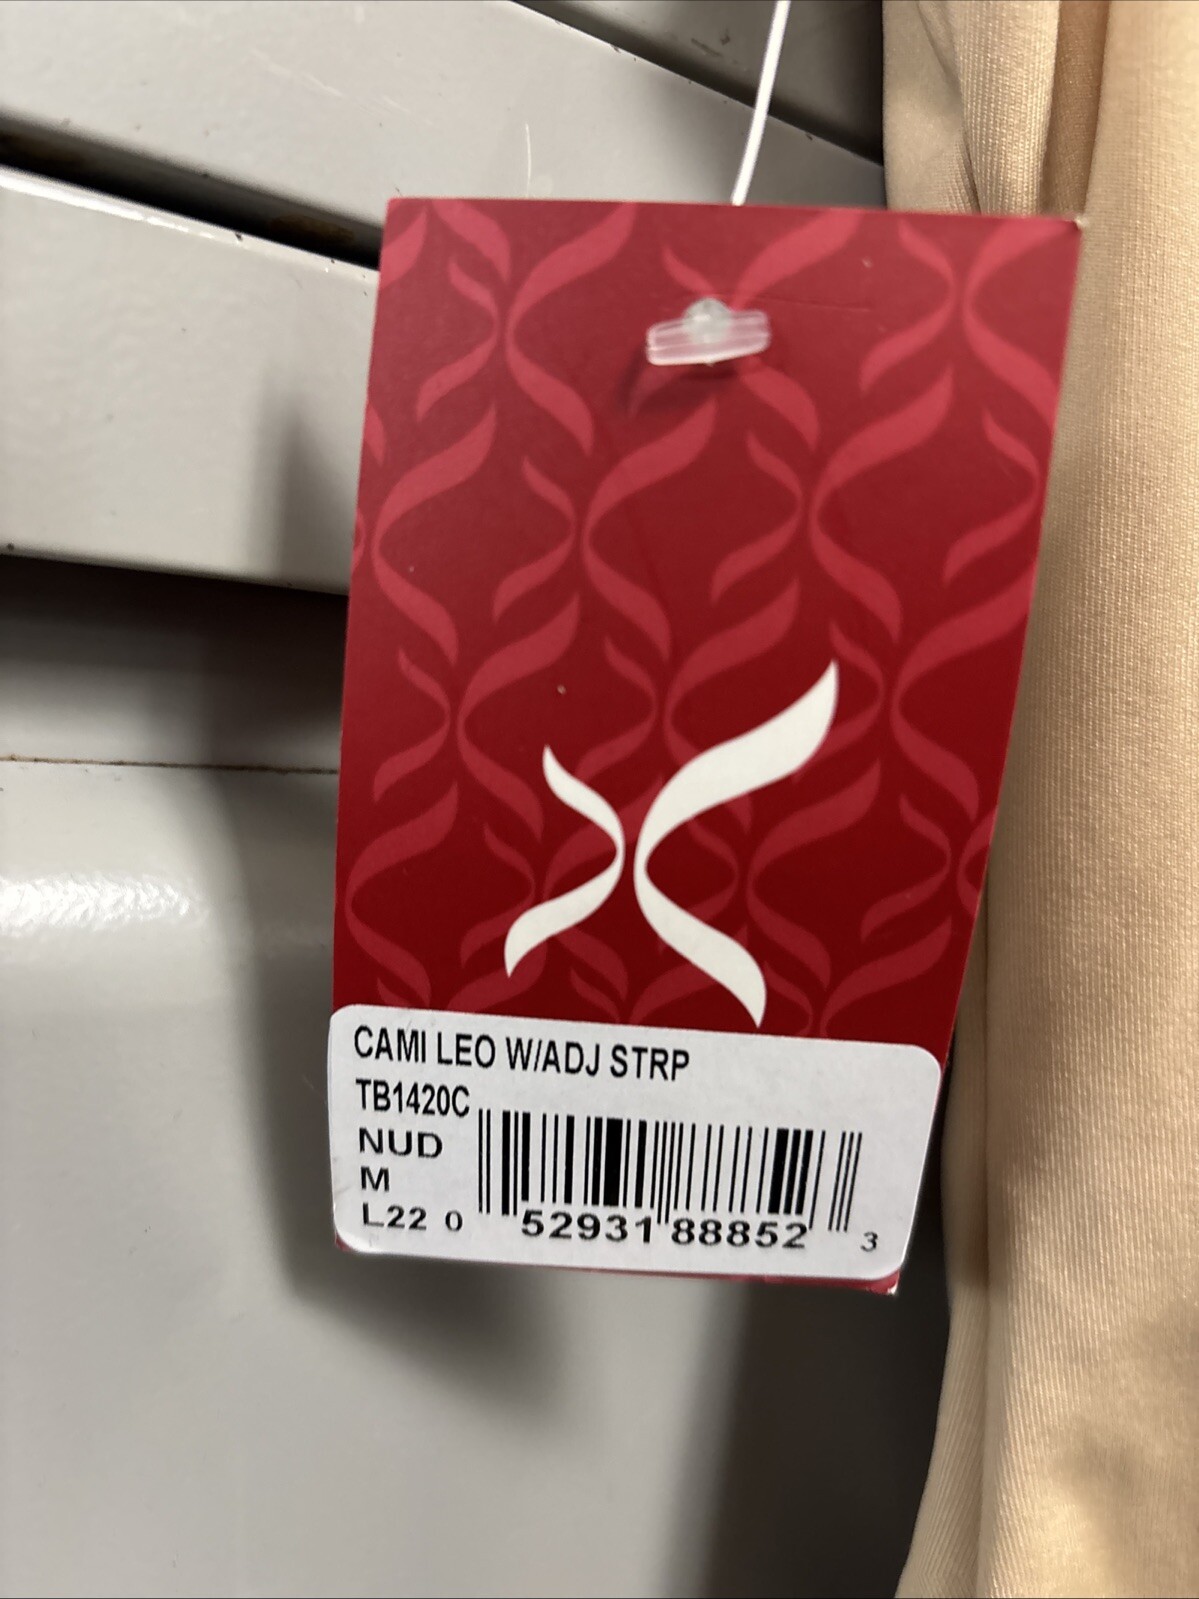 CAMI LEO W/ADJ STRP
TB1420C
NUD
M
L22 0 52931 88852 3